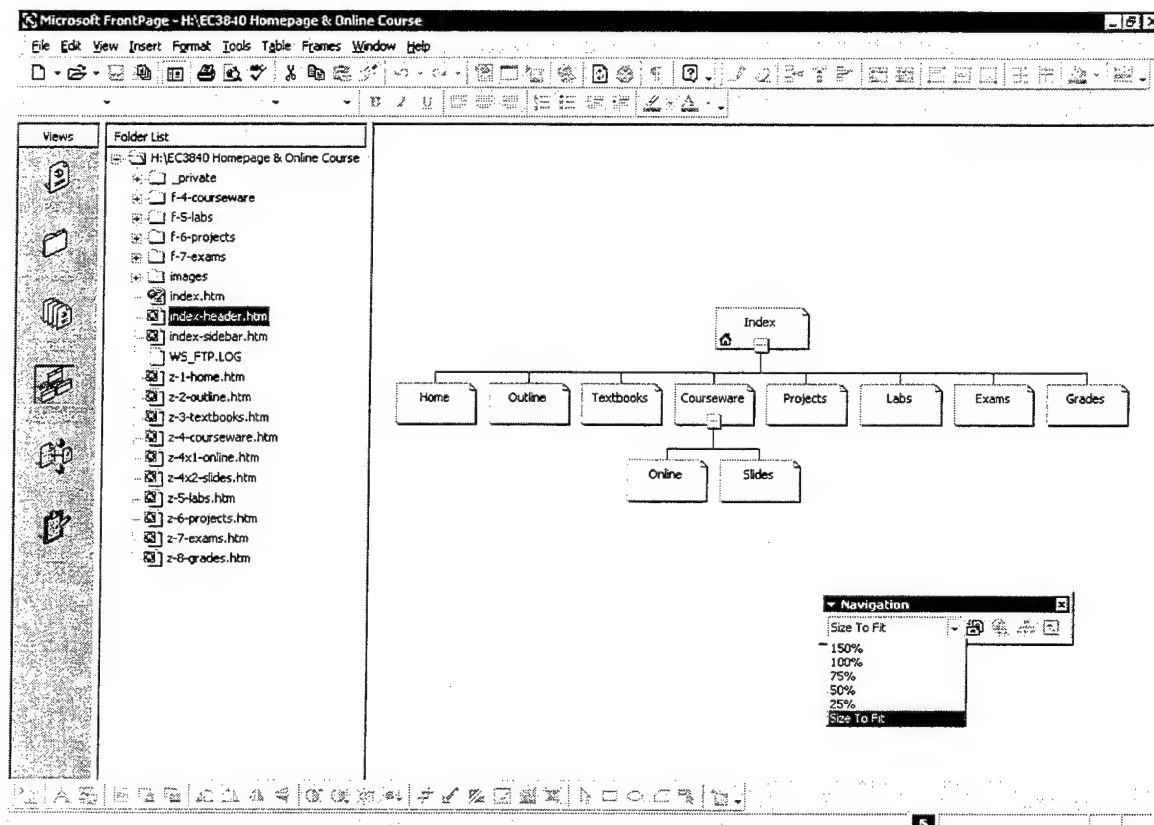 Microsoft FrontPage - H:\EC3840 Homepage & Online Course
File Edit View Insert Format Tools Table Frames Window Help
B I U
Views
Folder List
H:\EC3840 Homepage & Online Course
_private
f-4-courseware
f-5-labs
f-6-projects
f-7-exams
images
index.htm
index-header.htm
index-sidebar.htm
WS_FTP.LOG
z-1-home.htm
z-2-outline.htm
z-3-textbooks.htm
z-4-courseware.htm
z-4x1-online.htm
z-4x2-slides.htm
z-5-labs.htm
z-6-projects.htm
z-7-exams.htm
z-8-grades.htm
Index
Home Outline Textbooks Courseware Projects Labs Exams Grades
Online Slides
Navigation
Size To Fit
150%
100%
75%
50%
25%
Size To Fit